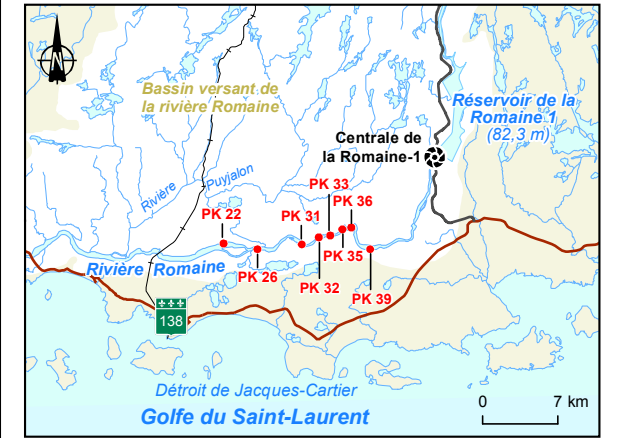 Bassin versant de
la rivière Romaine
Réservoir de la
Romaine 1
(82,3 m)
Centrale de
la Romaine-1
Rivière Puyjalon
PK 33
PK 36
PK 22
PK 31
PK 26
PK 35
PK 32
PK 39
Rivière Romaine
138
Détroit de Jacques-Cartier
Golfe du Saint-Laurent
0 7 km